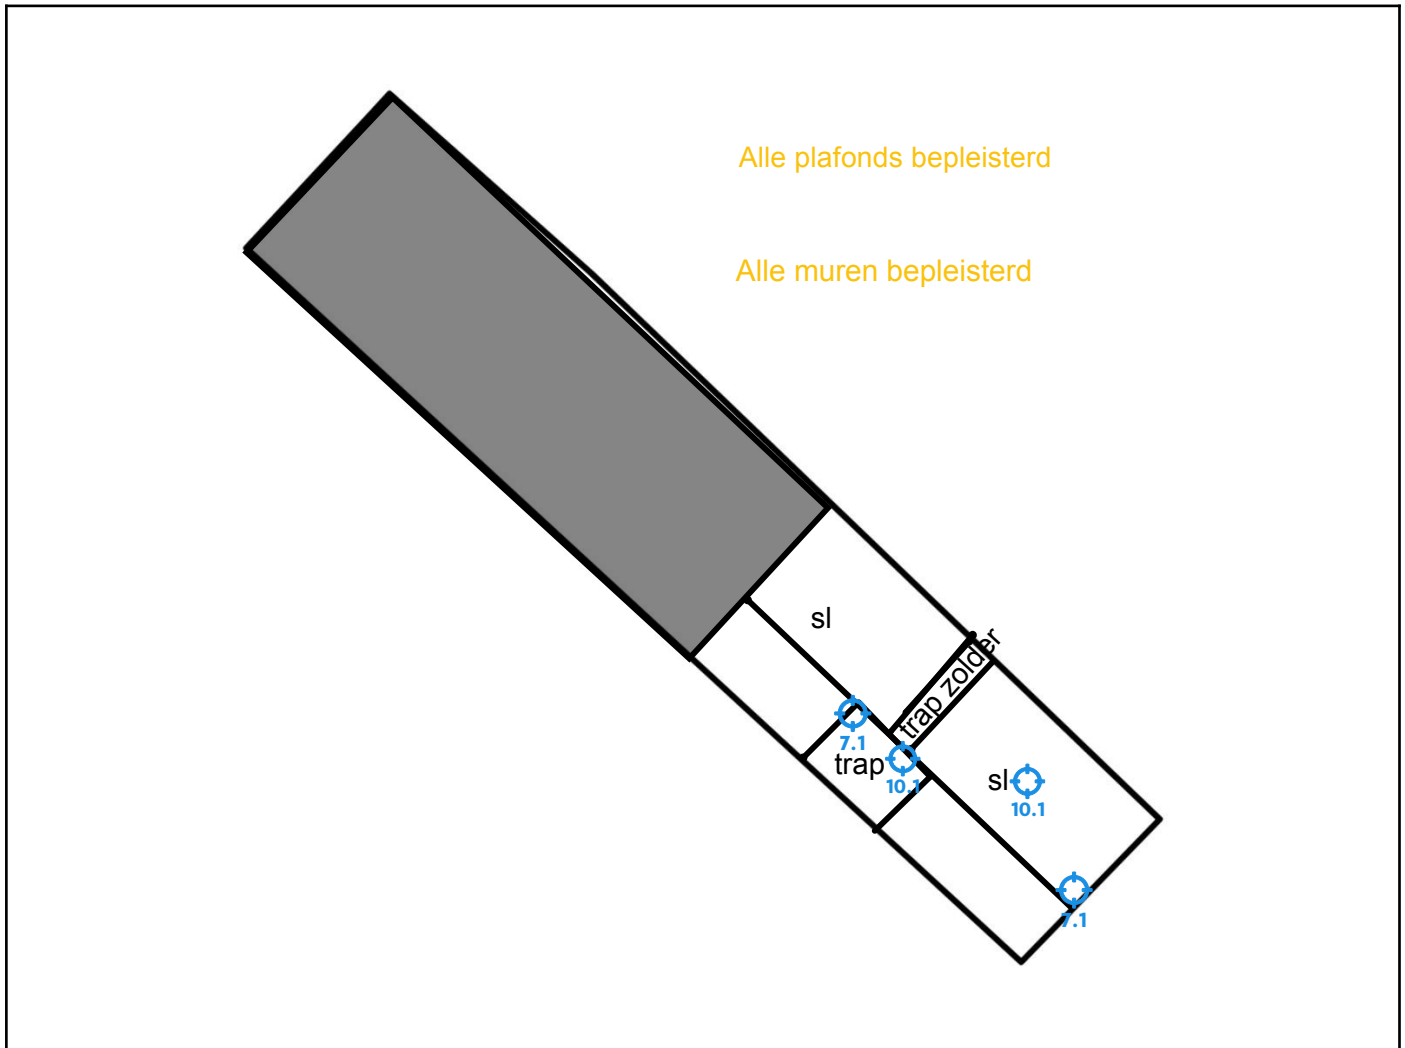 Alle plafonds bepleisterd
Alle muren bepleisterd
sl
trap zolder
7.1
trap
10.1
sl
10.1
7.1